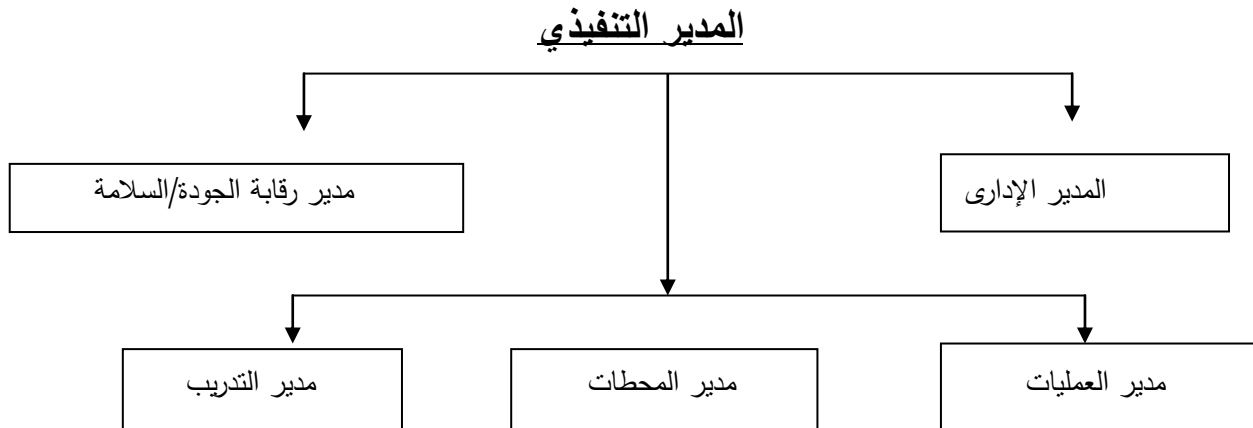 المدير التنفيذي
المدير الإدارى
مدير رقابة الجودة/السلامة
مدير العمليات
مدير المحطات
مدير التدريب